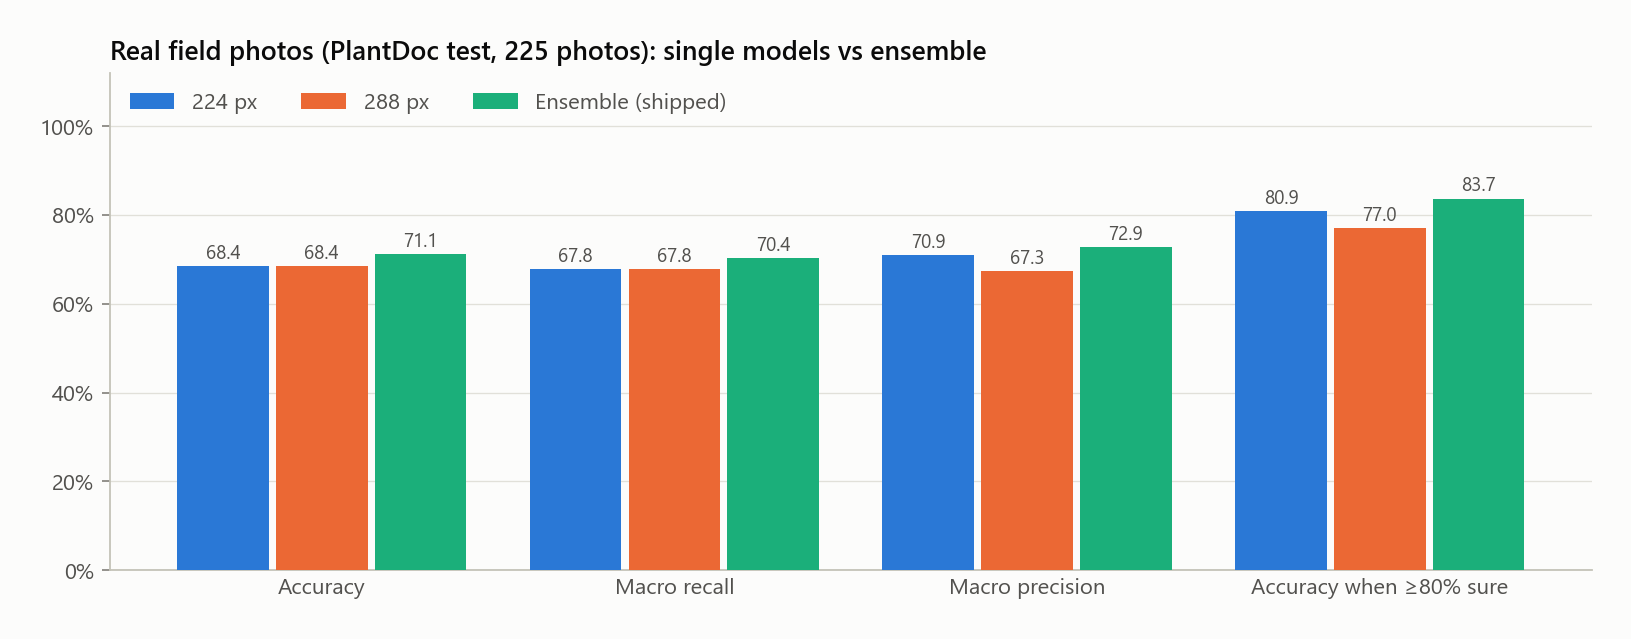 Real field photos (PlantDoc test, 225 photos): single models vs ensemble
224 px 288 px Ensemble (shipped)
100%
80%
60%
40%
20%
0%
68.4 68.4 71.1
67.8 67.8 70.4
70.9 67.3 72.9
80.9 77.0 83.7
Accuracy Macro recall Macro precision Accuracy when ≥80% sure